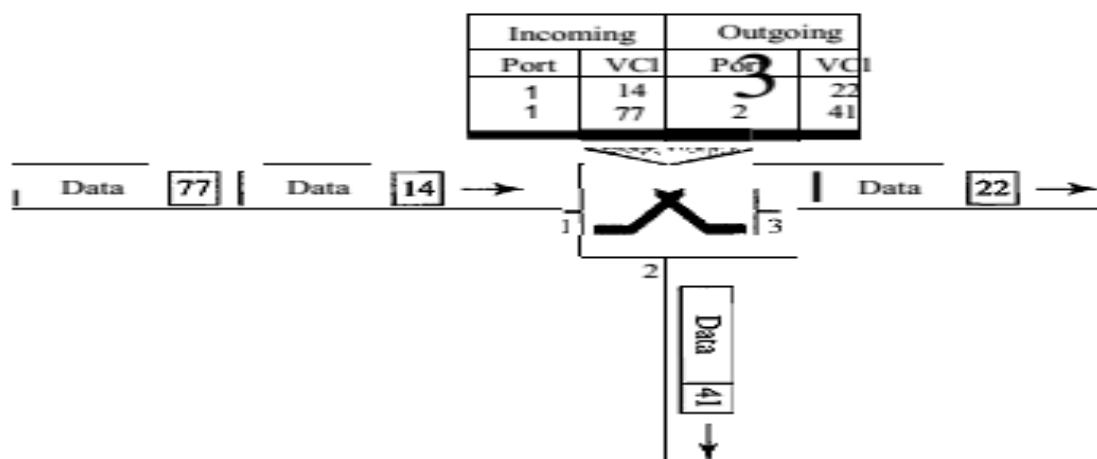 Incoming Outgoing
Port VCI Port VCI
1 14 3 22
1 77 2 41
Data 77 Data 14 Data 22
1 3
2
Data 41